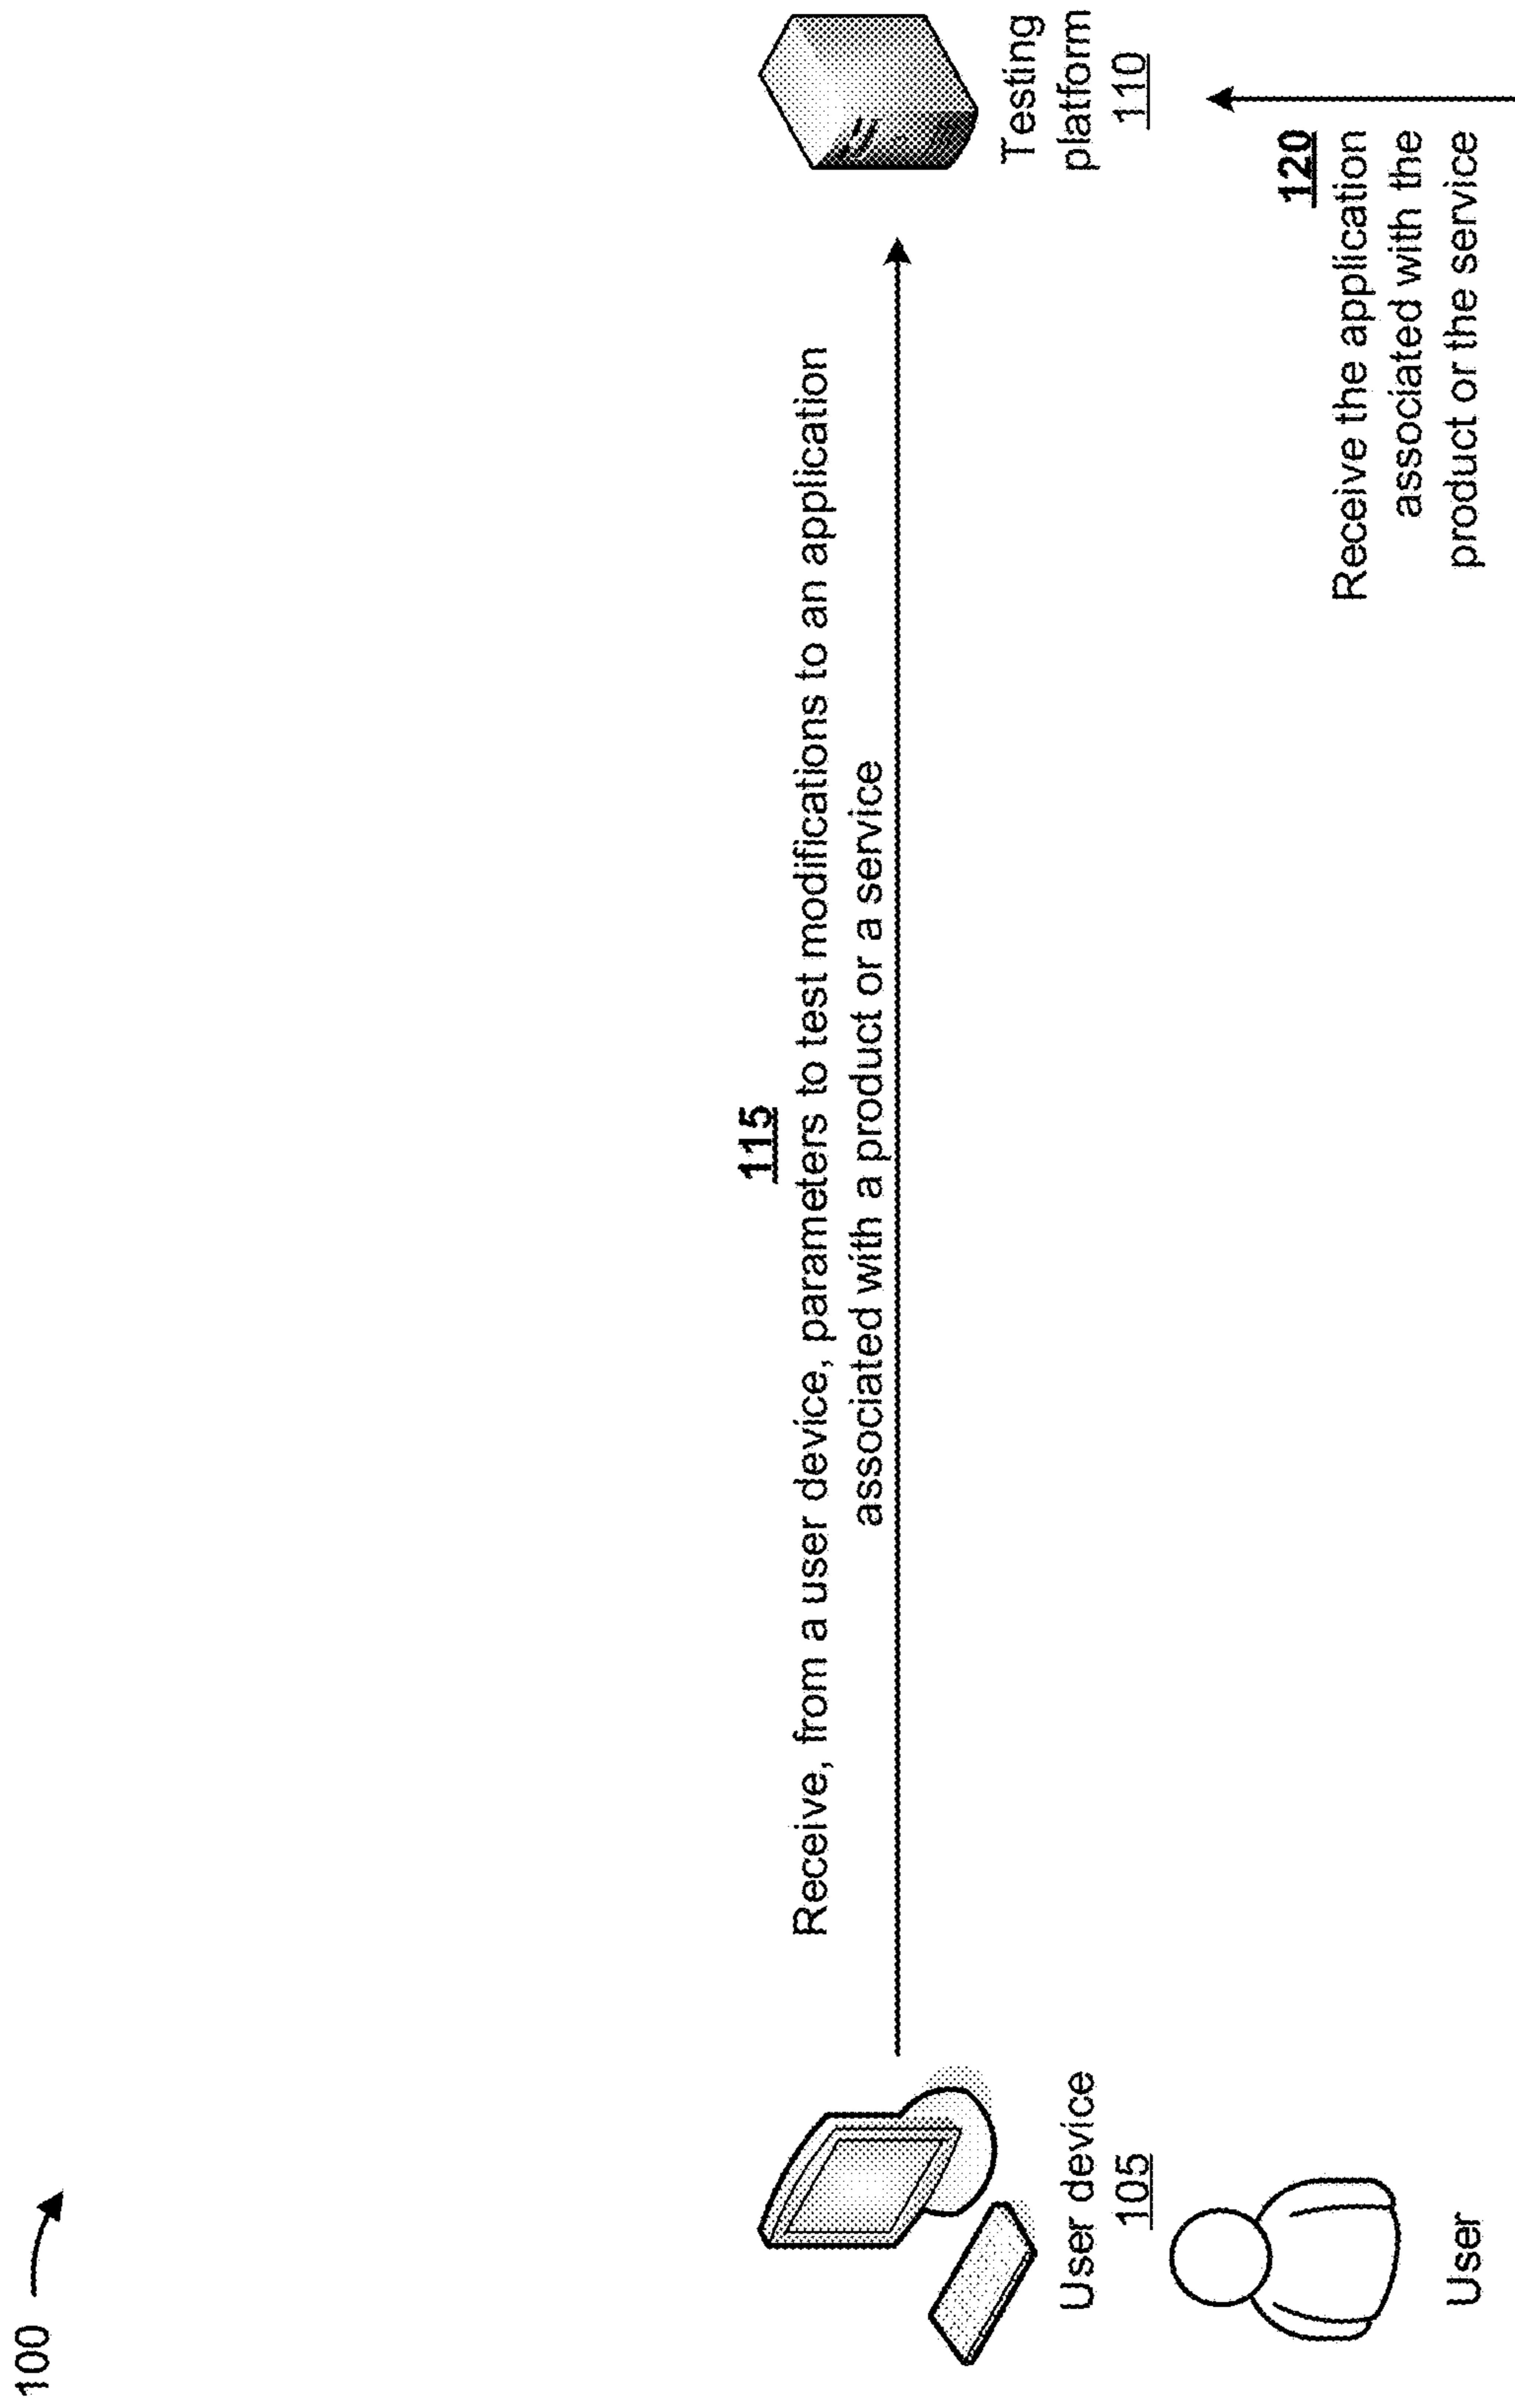 100
115
Receive, from a user device, parameters to test modifications to an application
associated with a product or a service
Testing
platform
110
User device
105
120
Receive the application
associated with the
product or the service
User